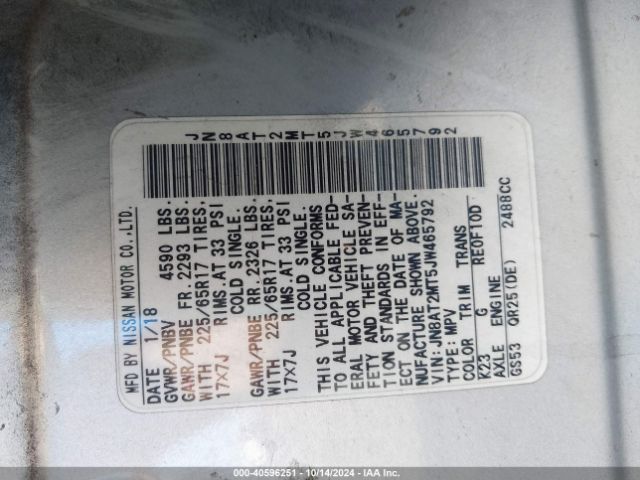 MFD BY NISSAN MOTOR CO.,LTD.
DATE 1/18
GVWR/PNBV 4590 LBS.
GAWR/PNBE FR. 2293 LBS.
WITH 225/65R17 TIRES,
17X7J RIMS.AT 33 PSI
COLD SINGLE.
GAWR/PNBE RR. 2326 LBS.
WITH 225/65R17 TIRES,
17X7J RIMS.AT 33 PSI
COLD SINGLE.
THIS VEHICLE CONFORMS
TO ALL APPLICABLE FED-
ERAL MOTOR VEHICLE SA-
FETY AND THEFT PREVEN-
TION STANDARDS IN EFF-
ECT ON THE DATE OF MA-
NUFACTURE SHOWN ABOVE.
VIN:JN8AT2MT5JW465792
TYPE:MPV
COLOR TRIM TRANS
K23 G RE0F10D
AXLE ENGINE
GS53 QR25(DE) 2488CC
JN8AT2MT5JW465792
000-40596251 | 10/14/2024 | IAA Inc.